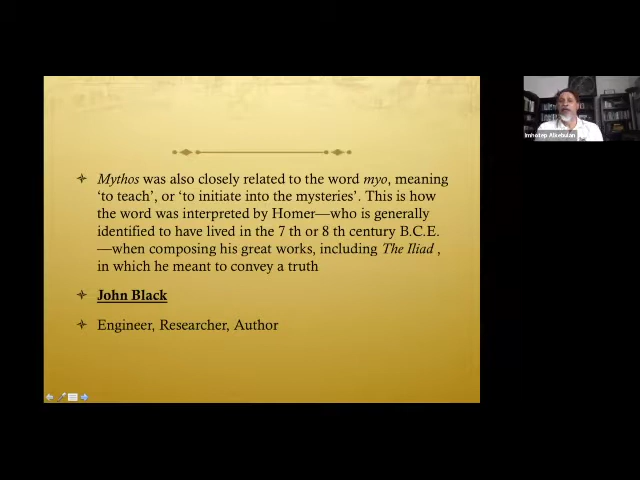 Mythos was also closely related to the word myo, meaning
‘to teach’, or ‘to initiate into the mysteries’. This is how
the word was interpreted by Homer—who is generally
identified to have lived in the 7 th or 8 th century B.C.E.
—when composing his great works, including The Iliad ,
in which he meant to convey a truth
John Black
Engineer, Researcher, Author
Imhotep Alkebulan